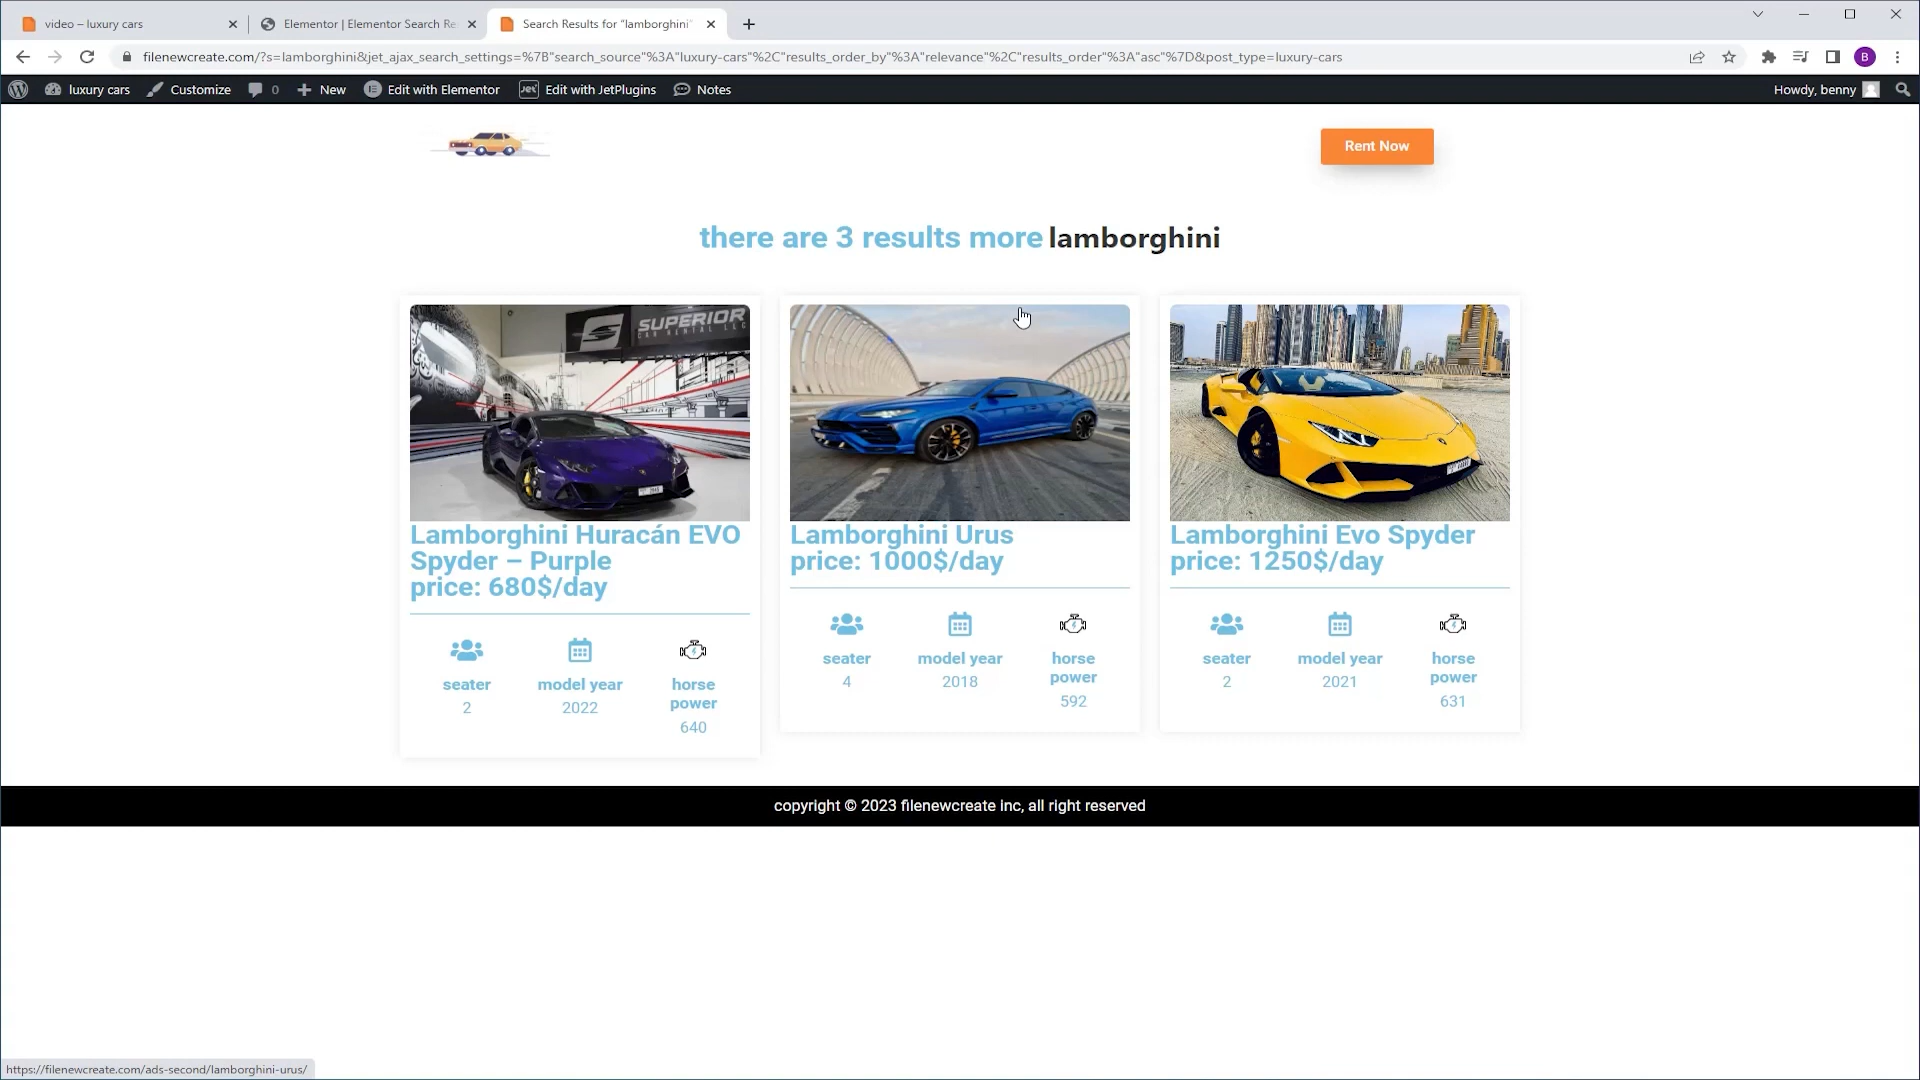 video – luxury cars
Elementor | Elementor Search Re
Search Results for "lamborghini"
filenewcreate.com/?s=lamborghini&jet_ajax_search_settings=%7B"search_source"%3A"luxury-cars"%2C"results_order_by"%3A"relevance"%2C"results_order"%3A"asc"%7D&post_type=luxury-cars
B
luxury cars
Customize
0
New
Edit with Elementor
Jet
Edit with JetPlugins
Notes
Howdy, benny
Rent Now
there are 3 results more lamborghini
SUPERIOR
CAR RENTAL LLC
Lamborghini Huracán EVO
Spyder – Purple
price: 680$/day
seater
2
model year
2022
horse
power
640
Lamborghini Urus
price: 1000$/day
seater
4
model year
2018
horse
power
592
Lamborghini Evo Spyder
price: 1250$/day
seater
2
model year
2021
horse
power
631
copyright © 2023 filenewcreate inc, all right reserved
https://filenewcreate.com/ads-second/lamborghini-urus/